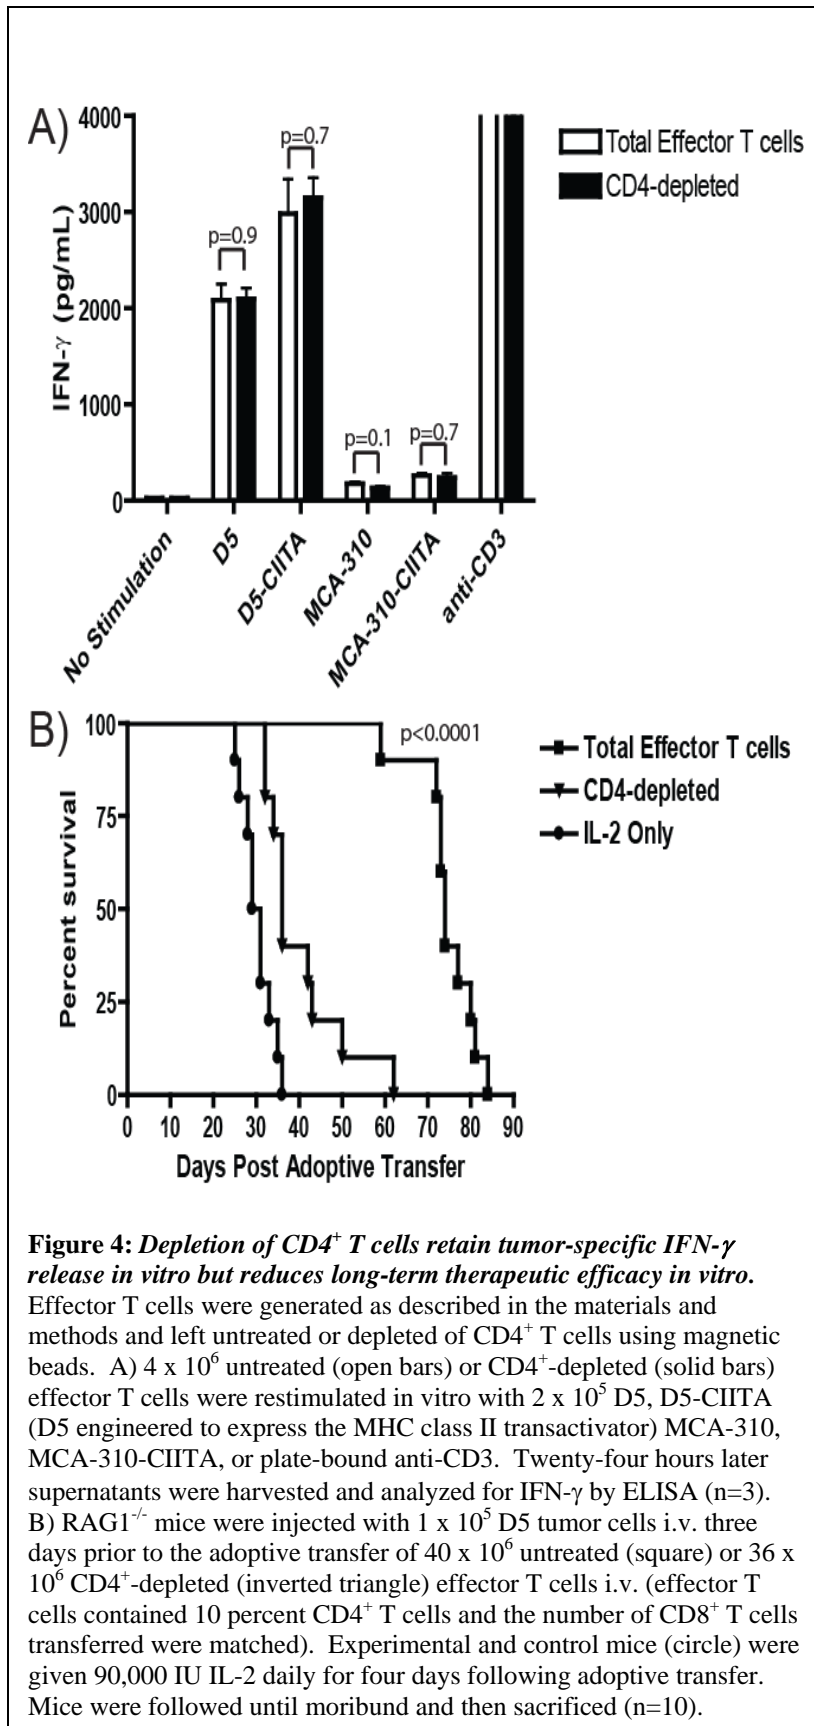 A)
4000
3000
2000
1000
0
IFN-γ (pg/mL)
p=0.9
p=0.7
p=0.1
p=0.7
Total Effector T cells
CD4-depleted
No Stimulation
D5
D5-CIITA
MCA-310
MCA-310-CIITA
anti-CD3
B)
100
75
50
25
0
Percent survival
p<0.0001
Total Effector T cells
CD4-depleted
IL-2 Only
0 10 20 30 40 50 60 70 80 90
Days Post Adoptive Transfer
Figure 4: Depletion of CD4⁺ T cells retain tumor-specific IFN-γ
release in vitro but reduces long-term therapeutic efficacy in vitro.
Effector T cells were generated as described in the materials and
methods and left untreated or depleted of CD4⁺ T cells using magnetic
beads. A) 4 x 10⁶ untreated (open bars) or CD4⁺-depleted (solid bars)
effector T cells were restimulated in vitro with 2 x 10⁵ D5, D5-CIITA
(D5 engineered to express the MHC class II transactivator) MCA-310,
MCA-310-CIITA, or plate-bound anti-CD3. Twenty-four hours later
supernatants were harvested and analyzed for IFN-γ by ELISA (n=3).
B) RAG1⁻/⁻ mice were injected with 1 x 10⁵ D5 tumor cells i.v. three
days prior to the adoptive transfer of 40 x 10⁶ untreated (square) or 36 x
10⁶ CD4⁺-depleted (inverted triangle) effector T cells i.v. (effector T
cells contained 10 percent CD4⁺ T cells and the number of CD8⁺ T cells
transferred were matched). Experimental and control mice (circle) were
given 90,000 IU IL-2 daily for four days following adoptive transfer.
Mice were followed until moribund and then sacrificed (n=10).